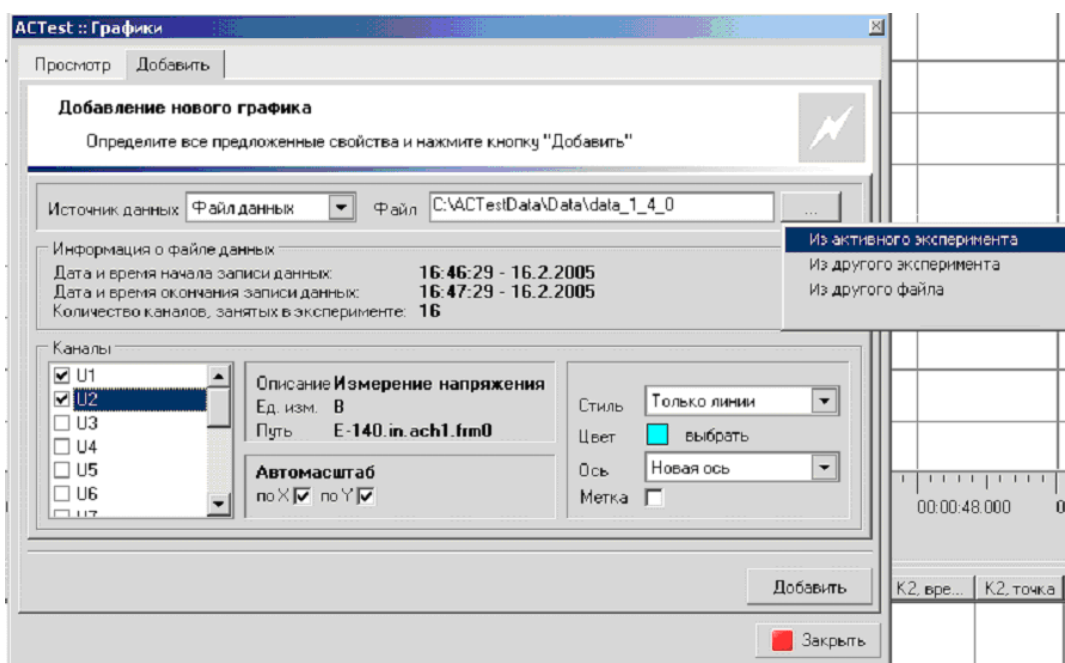 ACTest :: Графики
Просмотр Добавить
Добавление нового графика
Определите все предложенные свойства и нажмите кнопку "Добавить"
Источник данных Файл данных Файл C:\ACTestData\Data\data_1_4_0 ...
Из активного эксперимента
Из другого эксперимента
Из другого файла
Информация о файле данных
Дата и время начала записи данных: 16:46:29 - 16.2.2005
Дата и время окончания записи данных: 16:47:29 - 16.2.2005
Количество каналов, занятых в эксперименте: 16
Каналы
U1
U2
U3
U4
U5
U6
U7
Описание Измерение напряжения
Ед. изм. В
Путь E-140.in.ach1.frm0
Автомасштаб
по X по Y
Стиль Только линии
Цвет выбрать
Ось Новая ось
Метка
00:00:48.000
Добавить
К2, вре... К2, точка
Закрыть